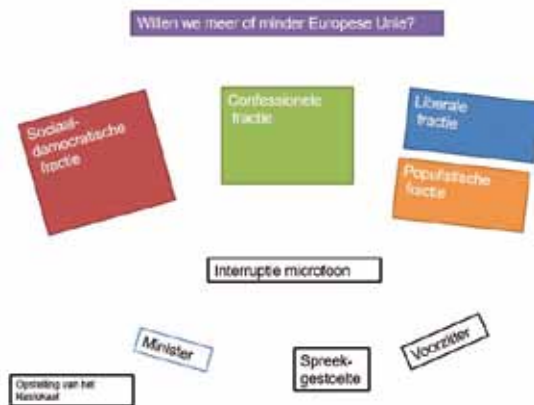 Willen we meer of minder Europese Unie?
Sociaal-
democratische
fractie
Confessionele
fractie
Liberale
fractie
Populistische
fractie
Interruptie microfoon
Minister
Spreek-
gestoelte
Voorzitter
Opstelling van het
klaslokaal